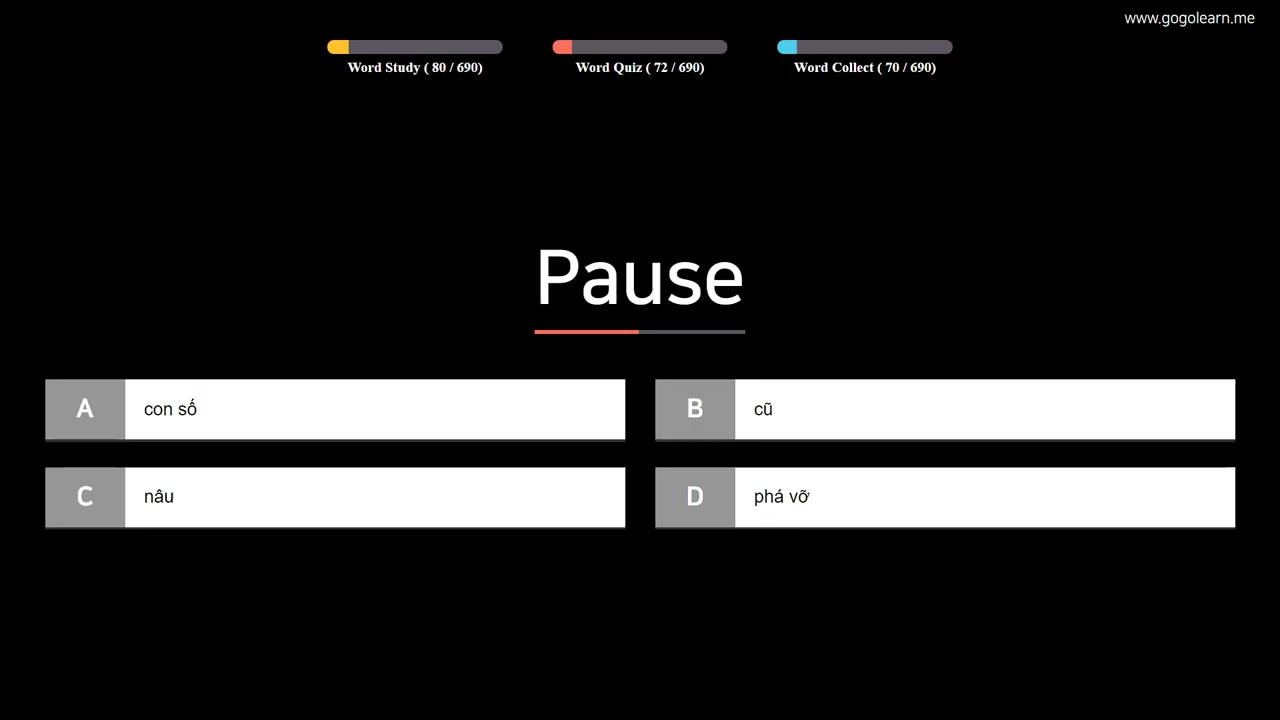 www.gogolearn.me
Word Study ( 80 / 690)
Word Quiz ( 72 / 690)
Word Collect ( 70 / 690)
Pause
A con số
B cũ
C nâu
D phá vỡ